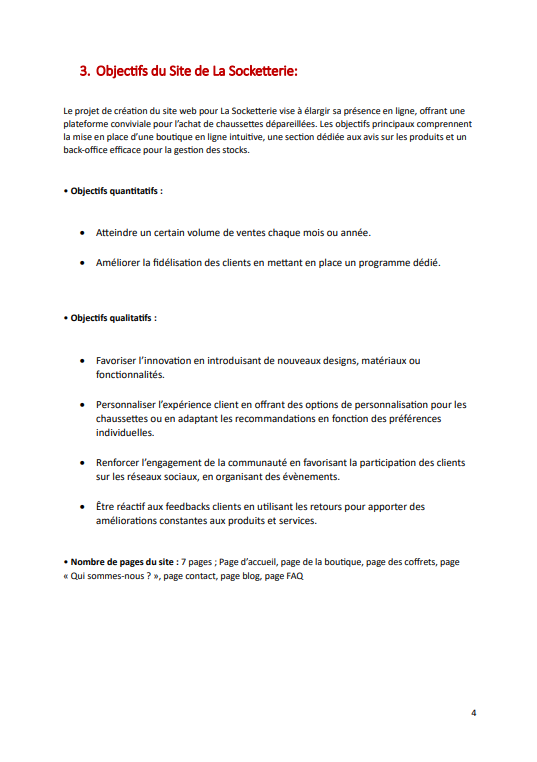 3. Objectifs du Site de La Socketterie:
Le projet de création du site web pour La Socketterie vise à élargir sa présence en ligne, offrant une
plateforme conviviale pour l'achat de chaussettes dépareillées. Les objectifs principaux comprennent
la mise en place d'une boutique en ligne intuitive, une section dédiée aux avis sur les produits et un
back-office efficace pour la gestion des stocks.
• Objectifs quantitatifs :
• Atteindre un certain volume de ventes chaque mois ou année.
• Améliorer la fidélisation des clients en mettant en place un programme dédié.
• Objectifs qualitatifs :
• Favoriser l'innovation en introduisant de nouveaux designs, matériaux ou
fonctionnalités.
• Personnaliser l'expérience client en offrant des options de personnalisation pour les
chaussettes ou en adaptant les recommandations en fonction des préférences
individuelles.
• Renforcer l'engagement de la communauté en favorisant la participation des clients
sur les réseaux sociaux, en organisant des évènements.
• Être réactif aux feedbacks clients en utilisant les retours pour apporter des
améliorations constantes aux produits et services.
• Nombre de pages du site : 7 pages ; Page d'accueil, page de la boutique, page des coffrets, page
« Qui sommes-nous ? », page contact, page blog, page FAQ
4